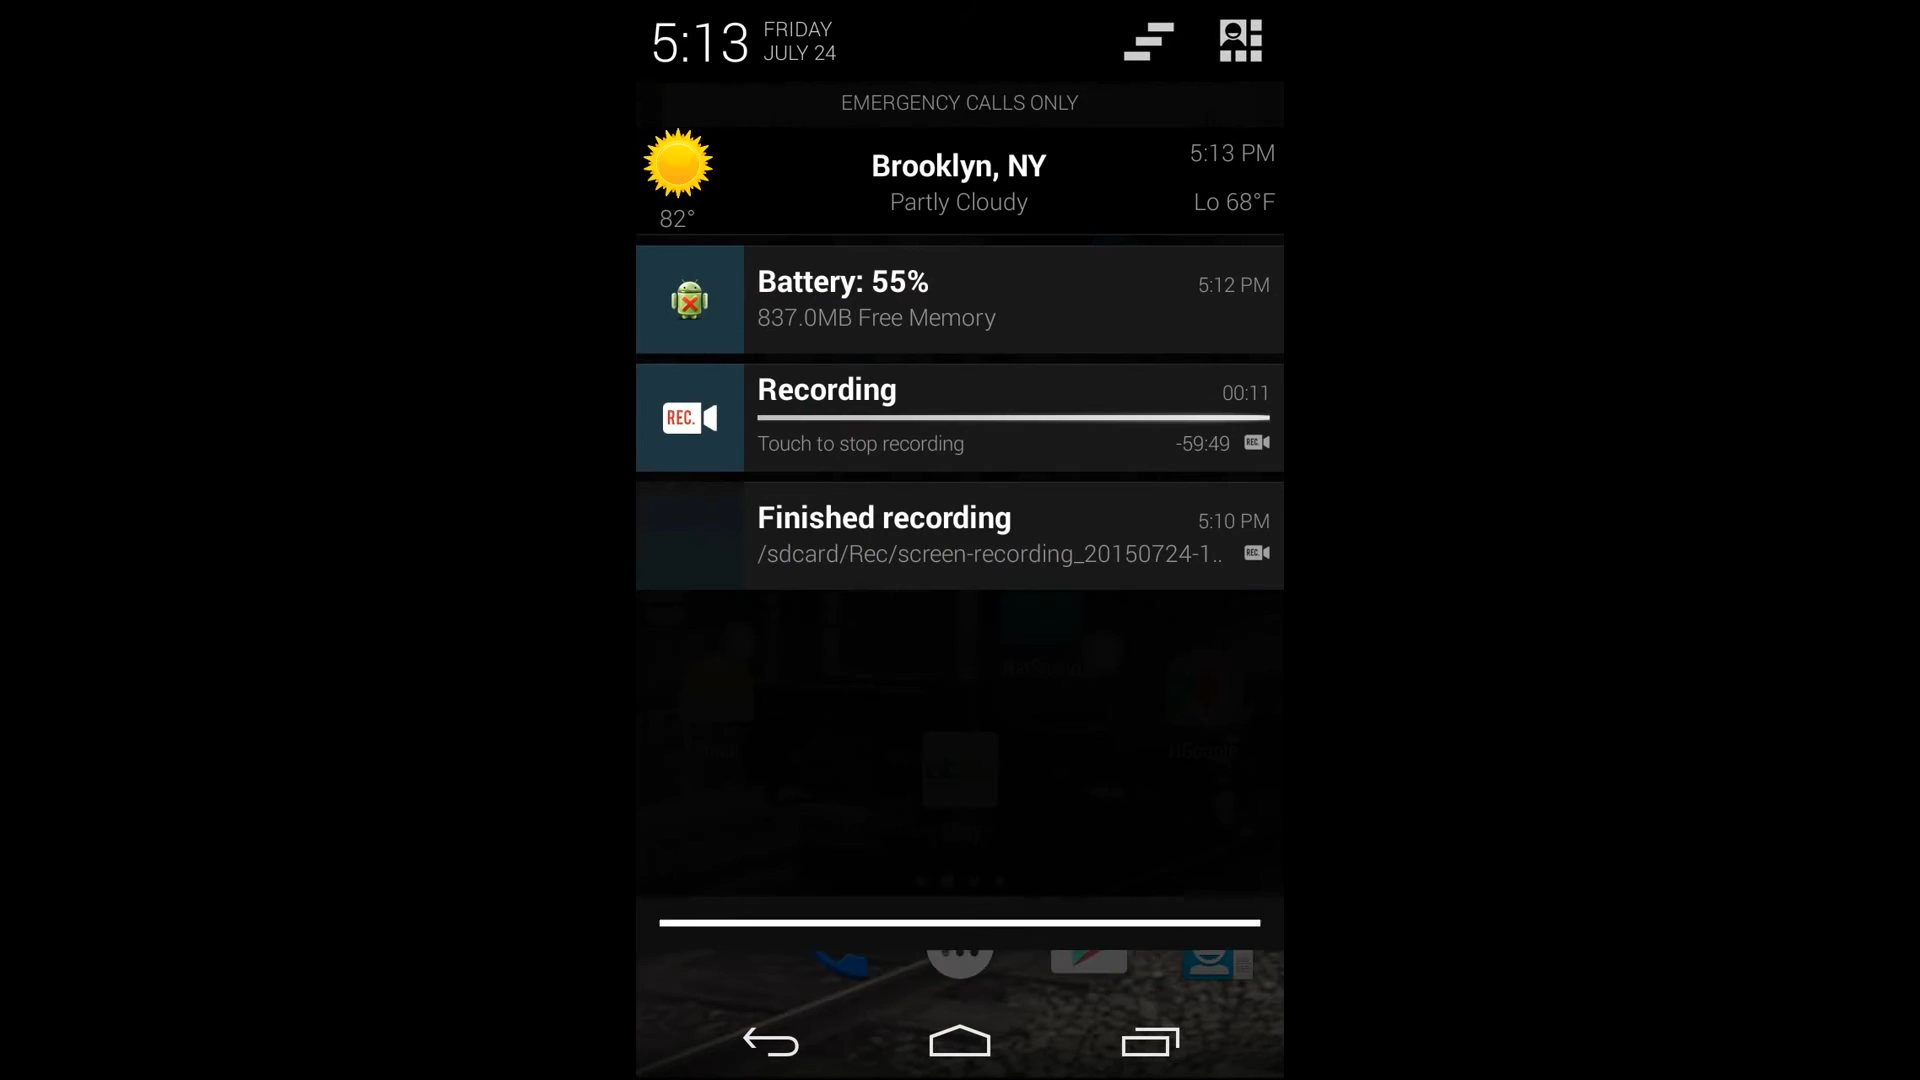 5:13
FRIDAY
JULY 24
EMERGENCY CALLS ONLY
82°
Brooklyn, NY
Partly Cloudy
5:13 PM
Lo 68°F
Battery: 55%
5:12 PM
837.0MB Free Memory
REC.
Recording
00:11
Touch to stop recording
-59:49
REC.
Finished recording
5:10 PM
/sdcard/Rec/screen-recording_20150724-1..
REC.